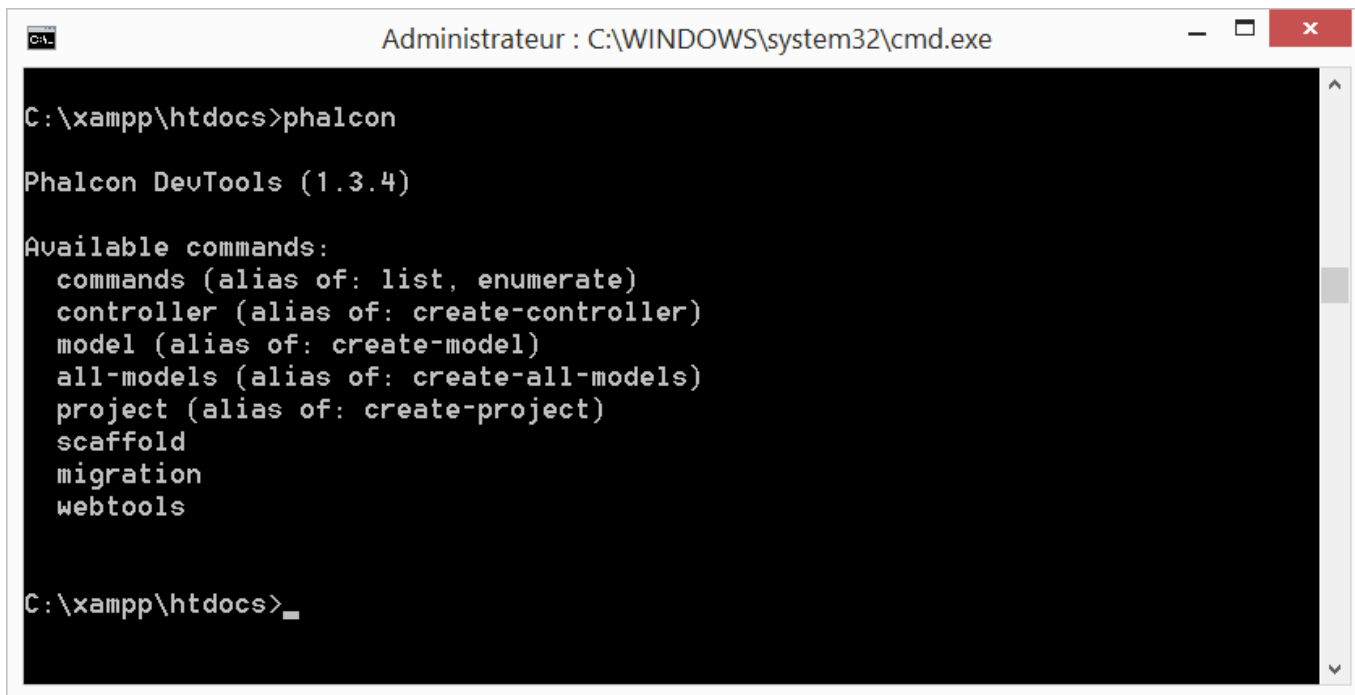 Administrateur : C:\WINDOWS\system32\cmd.exe
C:\xampp\htdocs>phalcon
Phalcon DevTools (1.3.4)
Available commands:
commands (alias of: list, enumerate)
controller (alias of: create-controller)
model (alias of: create-model)
all-models (alias of: create-all-models)
project (alias of: create-project)
scaffold
migration
webtools
C:\xampp\htdocs>_